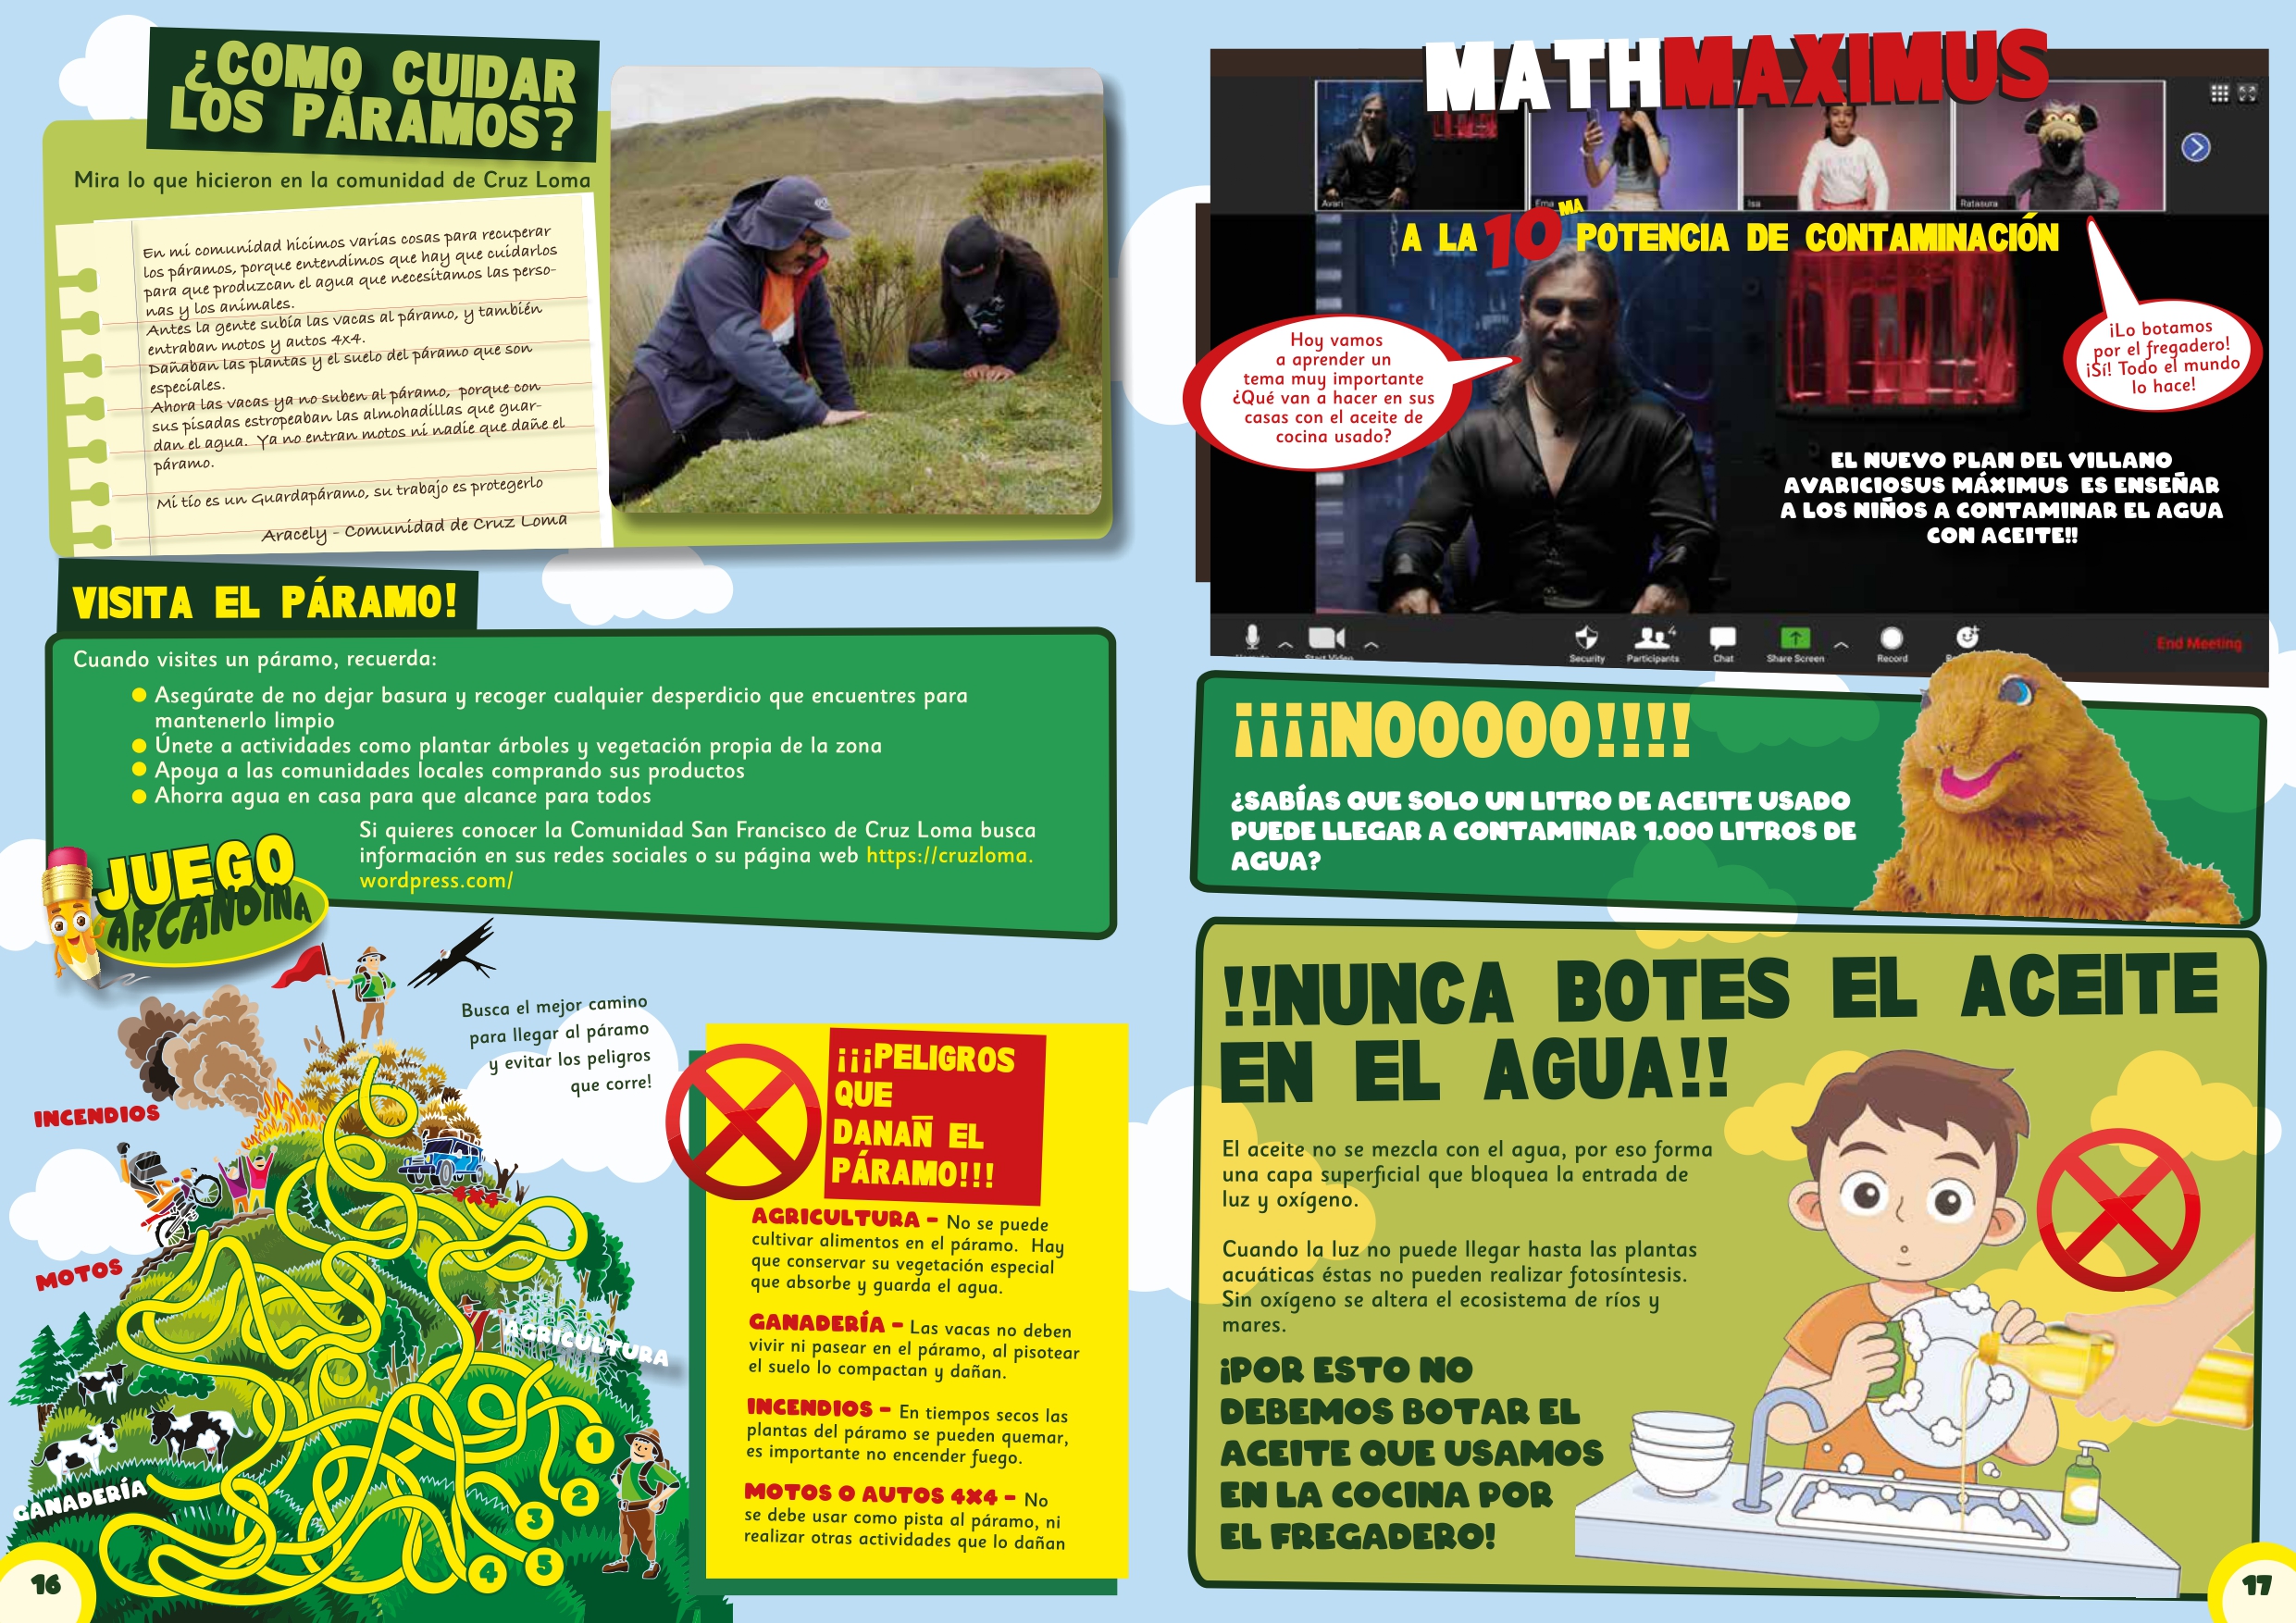 ¿COMO CUIDAR
LOS PÁRAMOS?
Mira lo que hicieron en la comunidad de Cruz Loma
En mi comunidad hicimos varias cosas para recuperar
los páramos, porque entendimos que hay que cuidarlos
para que produzcan el agua que necesitamos las perso-
nas y los animales.
Antes la gente subía las vacas al páramo, y también
entraban motos y autos 4x4.
Dañaban las plantas y el suelo del páramo que son
especiales.
Ahora las vacas ya no suben al páramo, porque con
sus pisadas estropeaban las almohadillas que guar-
dan el agua. Ya no entran motos ni nadie que dañe el
páramo.
Mi tío es un Guardapáramo, su trabajo es protegerlo
Aracely - Comunidad de Cruz Loma
VISITA EL PÁRAMO!
Cuando visites un páramo, recuerda:
Asegúrate de no dejar basura y recoger cualquier desperdicio que encuentres para
mantenerlo limpio
Únete a actividades como plantar árboles y vegetación propia de la zona
Apoya a las comunidades locales comprando sus productos
Ahorra agua en casa para que alcance para todos
Si quieres conocer la Comunidad San Francisco de Cruz Loma busca
información en sus redes sociales o su página web https://cruzloma.
wordpress.com/
JUEGO
ARCANDINA
Busca el mejor camino
para llegar al páramo
y evitar los peligros
que corre!
INCENDIOS
MOTOS
4x4
AGRICULTURA
GANADERÍA
1
2
3
4
5
¡¡¡PELIGROS
QUE
DANAÑ EL
PÁRAMO!!!
AGRICULTURA - No se puede
cultivar alimentos en el páramo. Hay
que conservar su vegetación especial
que absorbe y guarda el agua.
GANADERÍA - Las vacas no deben
vivir ni pasear en el páramo, al pisotear
el suelo lo compactan y dañan.
INCENDIOS - En tiempos secos las
plantas del páramo se pueden quemar,
es importante no encender fuego.
MOTOS O AUTOS 4X4 - No
se debe usar como pista al páramo, ni
realizar otras actividades que lo dañan
16
MATHMAXIMUS
Avari
Ema
Isa
Ratasura
A LA 10MA POTENCIA DE CONTAMINACIÓN
Hoy vamos
a aprender un
tema muy importante
¿Qué van a hacer en sus
casas con el aceite de
cocina usado?
¡Lo botamos
por el fregadero!
¡Sí! Todo el mundo
lo hace!
EL NUEVO PLAN DEL VILLANO
AVARICIOSUS MÁXIMUS ES ENSEÑAR
A LOS NIÑOS A CONTAMINAR EL AGUA
CON ACEITE!!
Start Video
Security
Participants
4
Chat
Share Screen
Record
End Meeting
¡¡¡¡NOOOOO!!!!
¿SABÍAS QUE SOLO UN LITRO DE ACEITE USADO
PUEDE LLEGAR A CONTAMINAR 1.000 LITROS DE
AGUA?
!!NUNCA BOTES EL ACEITE
EN EL AGUA!!
El aceite no se mezcla con el agua, por eso forma
una capa superficial que bloquea la entrada de
luz y oxígeno.
Cuando la luz no puede llegar hasta las plantas
acuáticas éstas no pueden realizar fotosíntesis.
Sin oxígeno se altera el ecosistema de ríos y
mares.
¡POR ESTO NO
DEBEMOS BOTAR EL
ACEITE QUE USAMOS
EN LA COCINA POR
EL FREGADERO!
17